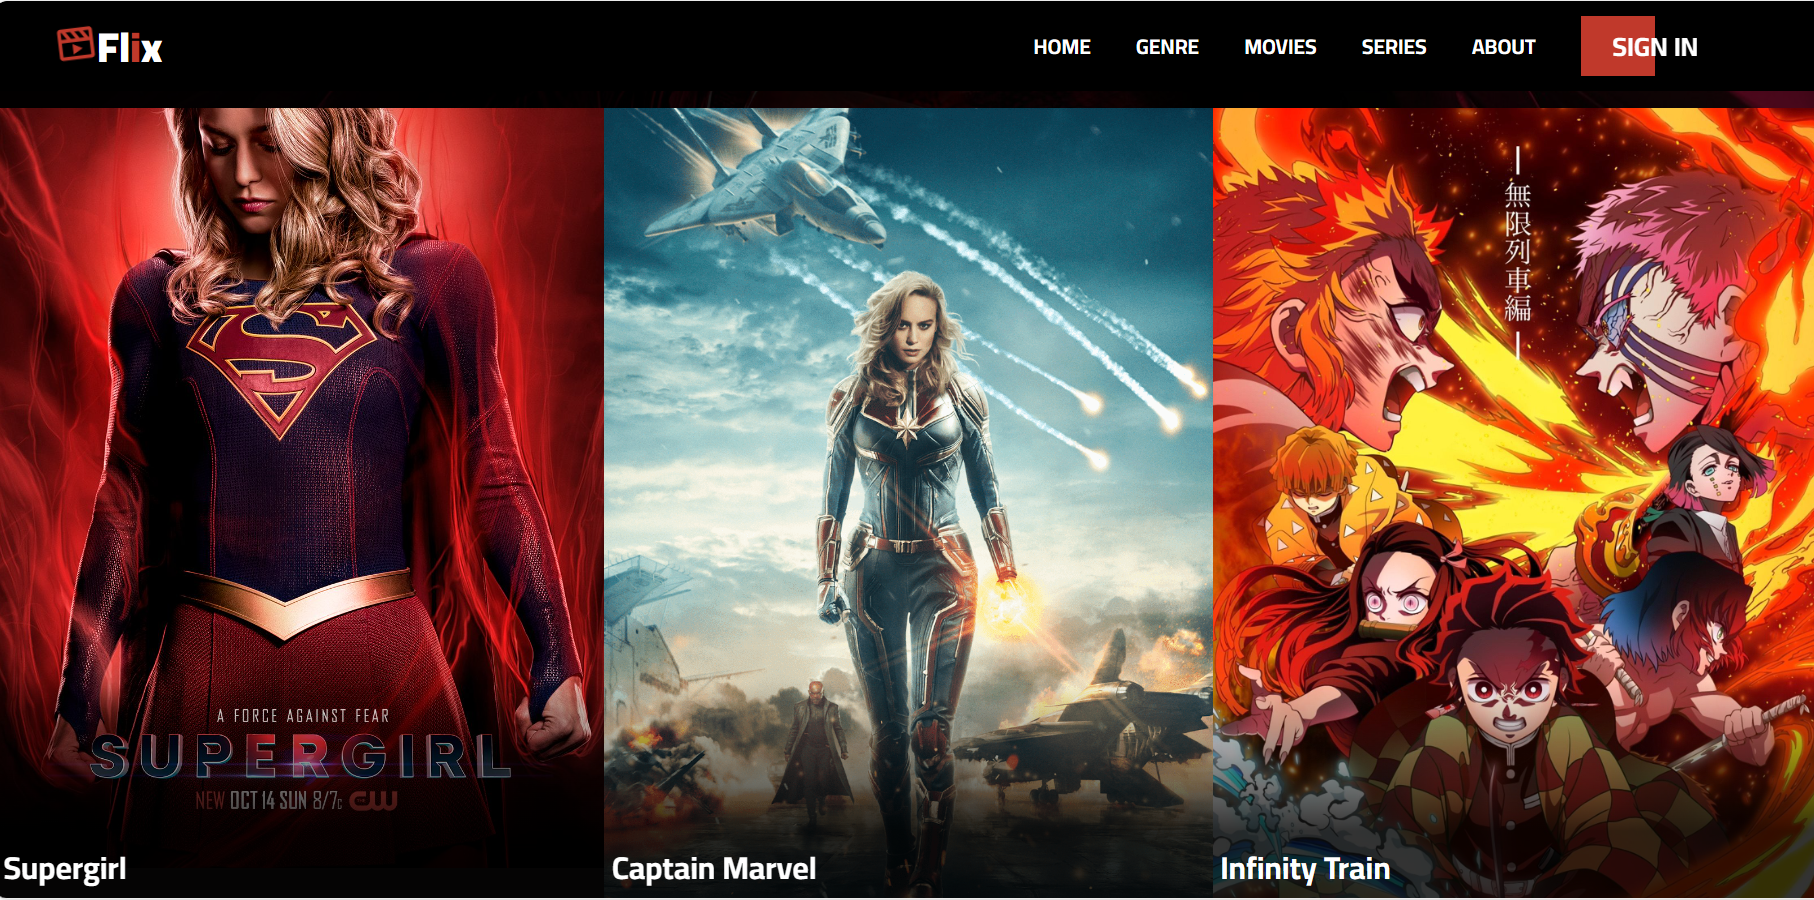 Flix
HOME GENRE MOVIES SERIES ABOUT SIGN IN
A FORCE AGAINST FEAR
SUPERGIRL
NEW OCT 14 SUN 8/7c CW
Supergirl
Captain Marvel
無限列車編
Infinity Train